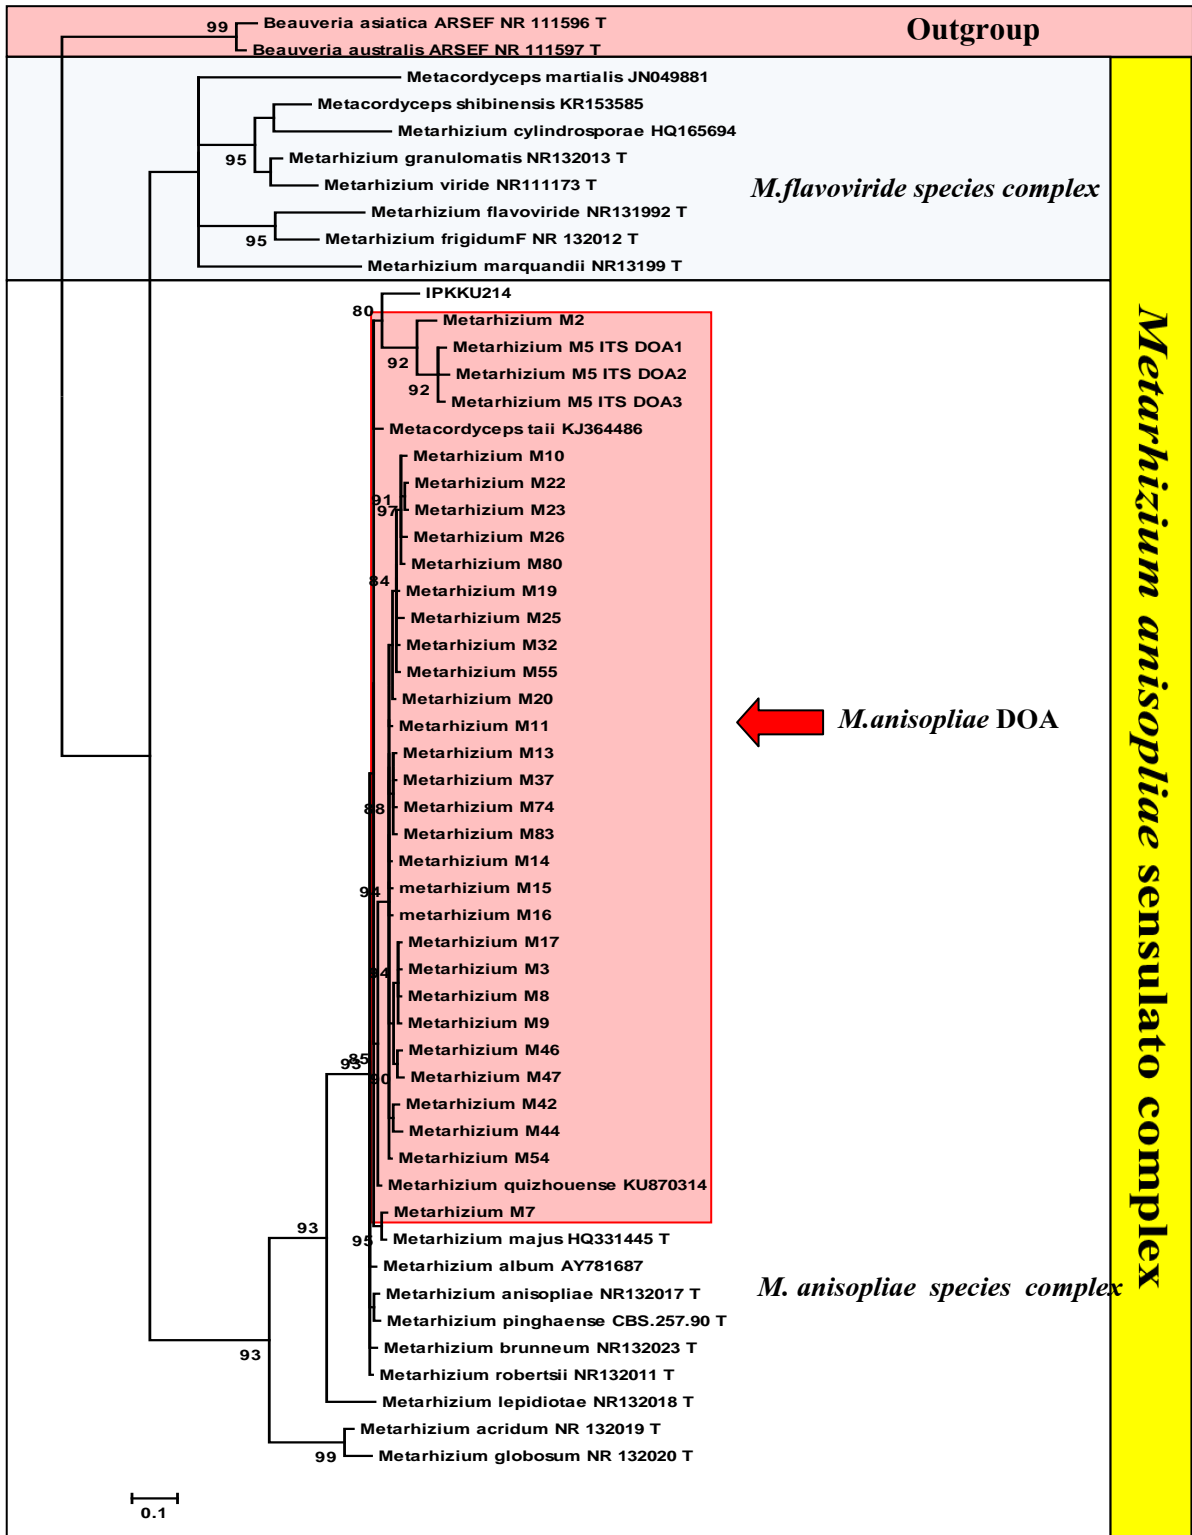 Beauveria asiatica ARSEF NR 111596 T
99
Outgroup
Beauveria australis ARSEF NR 111597 T
Metacordyceps martialis JN049881
Metacordyceps shibinensis KR153585
Metarhizium cylindrosporae HQ165694
95
Metarhizium granulomatis NR132013 T
Metarhizium viride NR111173 T
M.flavoviride species complex
Metarhizium flavoviride NR131992 T
95
Metarhizium frigidumF NR 132012 T
Metarhizium marquandii NR13199 T
IPKKU214
80
Metarhizium M2
Metarhizium M5 ITS DOA1
92
Metarhizium M5 ITS DOA2
92
Metarhizium M5 ITS DOA3
Metacordyceps taii KJ364486
Metarhizium M10
Metarhizium M22
91
97
Metarhizium M23
Metarhizium M26
Metarhizium M80
84
Metarhizium M19
Metarhizium M25
Metarhizium M32
Metarhizium M55
Metarhizium M20
Metarhizium M11
M.anisopliae DOA
Metarhizium M13
Metarhizium M37
88
Metarhizium M74
Metarhizium M83
Metarhizium M14
94
metarhizium M15
metarhizium M16
Metarhizium M17
94
Metarhizium M3
Metarhizium M8
Metarhizium M9
Metarhizium M46
93
85
90
Metarhizium M47
Metarhizium M42
Metarhizium M44
Metarhizium M54
Metarhizium quizhouense KU870314
Metarhizium M7
93
95
Metarhizium majus HQ331445 T
Metarhizium album AY781687
M. anisopliae species complex
Metarhizium anisopliae NR132017 T
Metarhizium pinghaense CBS.257.90 T
93
Metarhizium brunneum NR132023 T
Metarhizium robertsii NR132011 T
Metarhizium lepidiotae NR132018 T
Metarhizium acridum NR 132019 T
99
Metarhizium globosum NR 132020 T
0.1
Metarhizium anisopliae sensulato complex